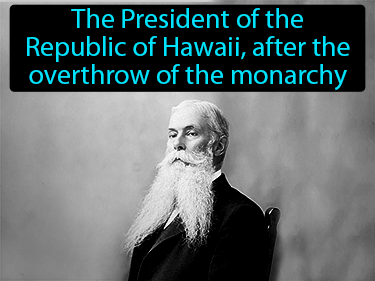 The President of the
Republic of Hawaii, after the
overthrow of the monarchy